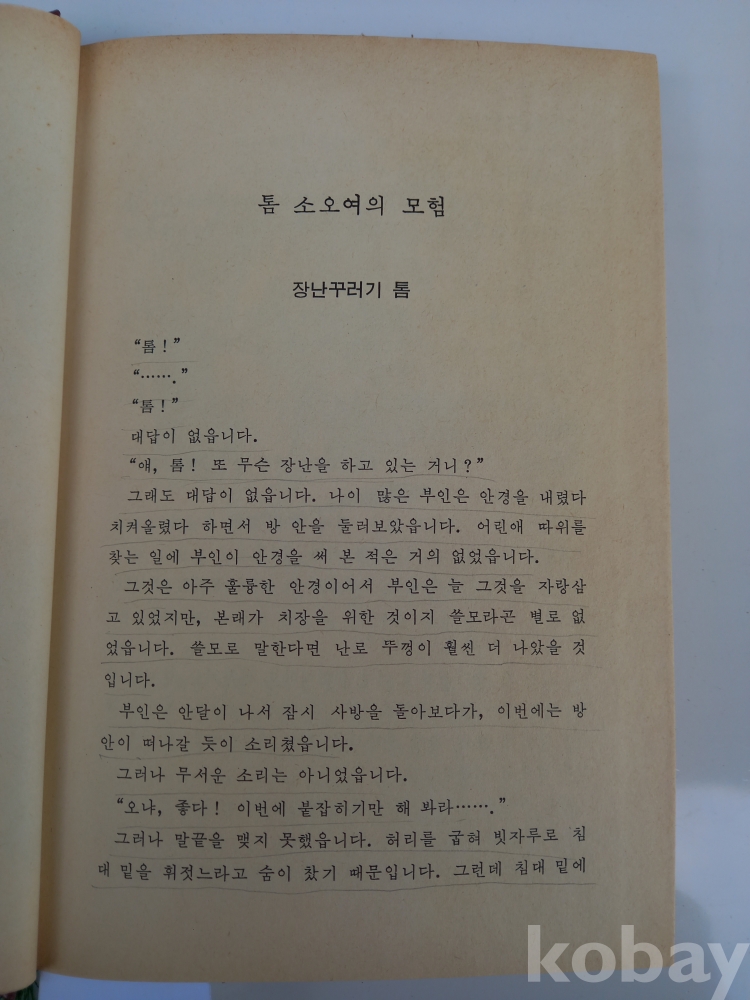 톰 소오여의 모험
장난꾸러기 톰
“톰!”
“……．”
“톰!”
대답이 없읍니다.
“얘, 톰! 또 무슨 장난을 하고 있는 거니?”
그래도 대답이 없읍니다. 나이 많은 부인은 안경을 내렸다
치켜올렸다 하면서 방 안을 둘러보았읍니다. 어린애 따위를
찾는 일에 부인이 안경을 써 본 적은 거의 없었읍니다.
그것은 아주 훌륭한 안경이어서 부인은 늘 그것을 자랑삼
고 있었지만, 본래가 치장을 위한 것이지 쓸모라곤 별로 없
었읍니다. 쓸모로 말한다면 난로 뚜껑이 훨씬 더 나았을 것
입니다.
부인은 안달이 나서 잠시 사방을 돌아보다가, 이번에는 방
안이 떠나갈 듯이 소리쳤읍니다.
그러나 무서운 소리는 아니었읍니다.
“오냐, 좋다! 이번에 붙잡히기만 해 봐라……．”
그러나 말끝을 맺지 못했읍니다. 허리를 굽혀 빗자루로 침
대 밑을 휘젓느라고 숨이 찼기 때문입니다. 그런데 침대 밑에
kobay